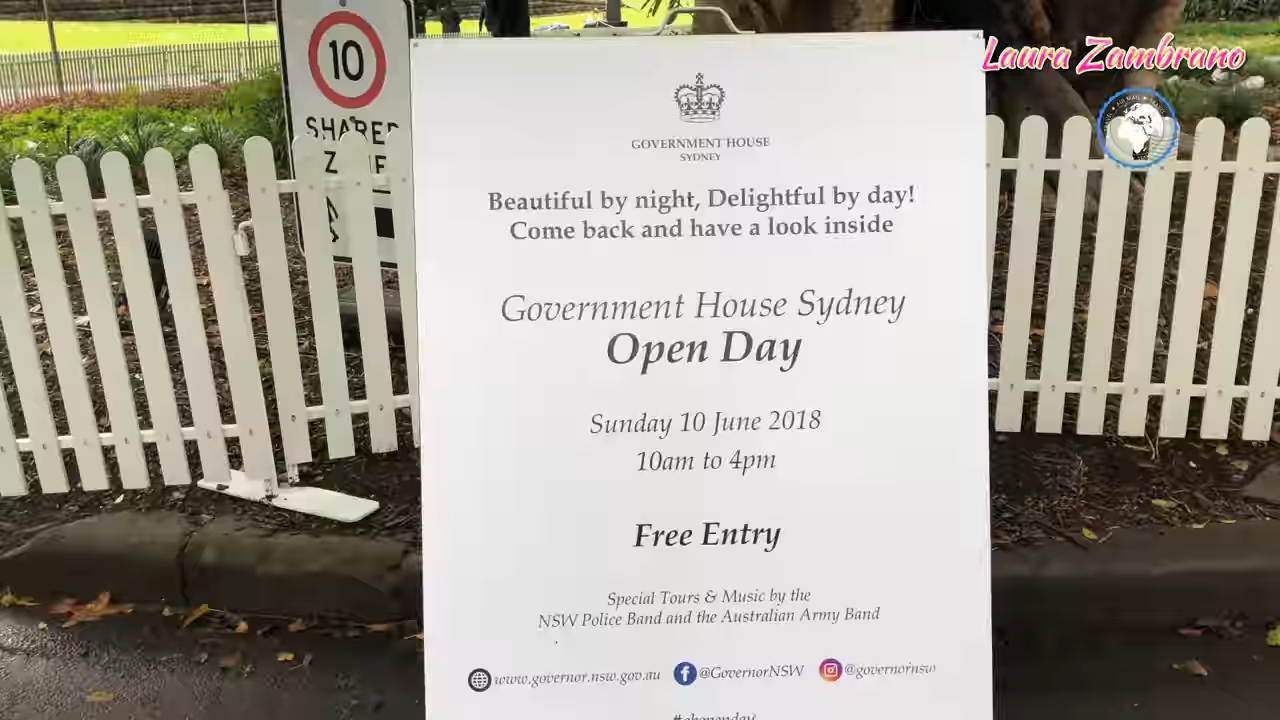 Laura Zambrano
10
SHARED
GOVERNMENT HOUSE
SYDNEY
Beautiful by night, Delightful by day!
Come back and have a look inside
Government House Sydney
Open Day
Sunday 10 June 2018
10am to 4pm
Free Entry
Special Tours & Music by the
NSW Police Band and the Australian Army Band
www.governor.nsw.gov.au @GovernorNSW @governornsw